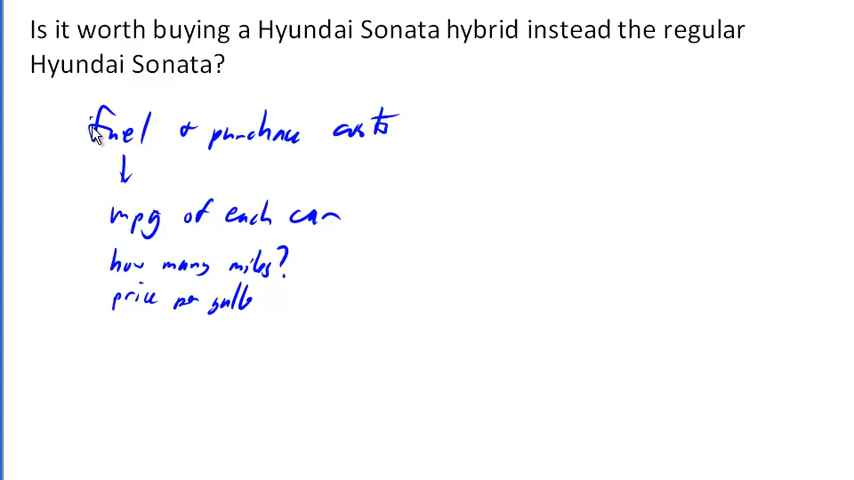 Is it worth buying a Hyundai Sonata hybrid instead the regular
Hyundai Sonata?
fuel & purchase costs
mpg of each car
how many miles?
price per gallon